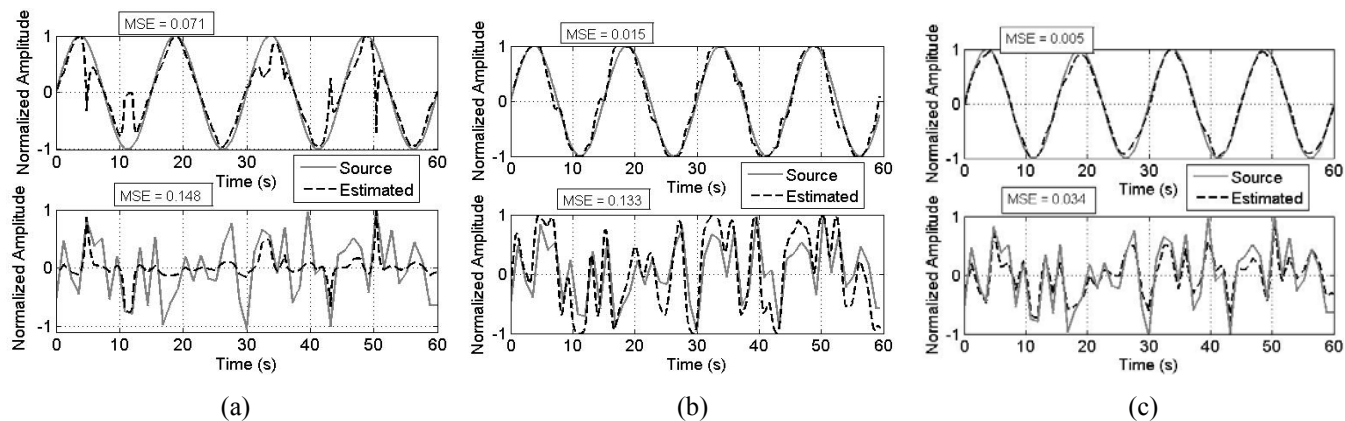 MSE = 0.071
Normalized Amplitude
1
0
-1
0 10 20 30 40 50 60
Time (s)
Source
Estimated
MSE = 0.148
Normalized Amplitude
1
0
-1
0 10 20 30 40 50 60
Time (s)
(a)
MSE = 0.015
Normalized Amplitude
1
0
-1
0 10 20 30 40 50 60
Time (s)
Source
Estimated
MSE = 0.133
Normalized Amplitude
1
0
-1
0 10 20 30 40 50 60
Time (s)
(b)
MSE = 0.005
Normalized Amplitude
1
0
-1
0 10 20 30 40 50 60
Time (s)
Source
Estimated
MSE = 0.034
Normalized Amplitude
1
0
-1
0 10 20 30 40 50 60
Time (s)
(c)